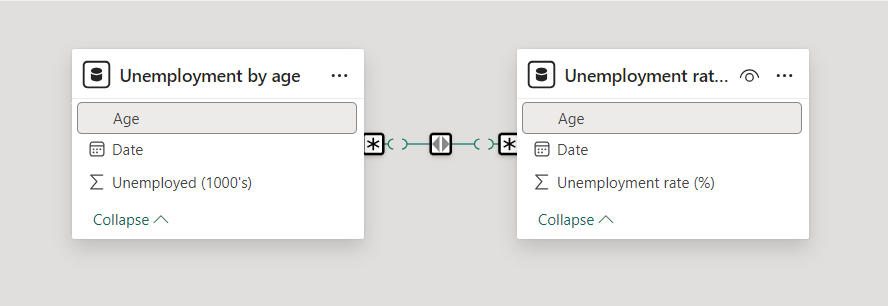 Unemployment by age ...
Age
Date
Unemployed (1000's)
Collapse
Unemployment rat... ...
Age
Date
Unemployment rate (%)
Collapse
* *